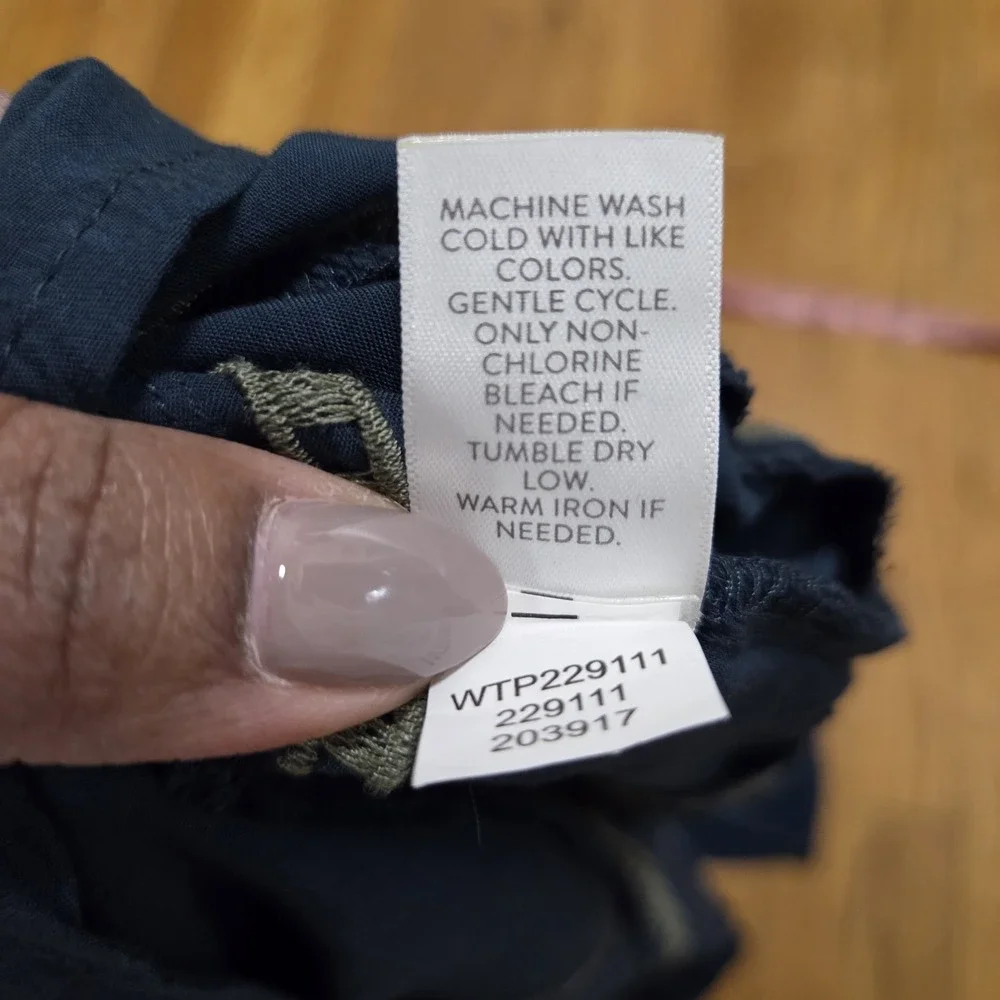 MACHINE WASH
COLD WITH LIKE
COLORS.
GENTLE CYCLE.
ONLY NON-
CHLORINE
BLEACH IF
NEEDED.
TUMBLE DRY
LOW.
WARM IRON IF
NEEDED.
WTP229111
229111
203917